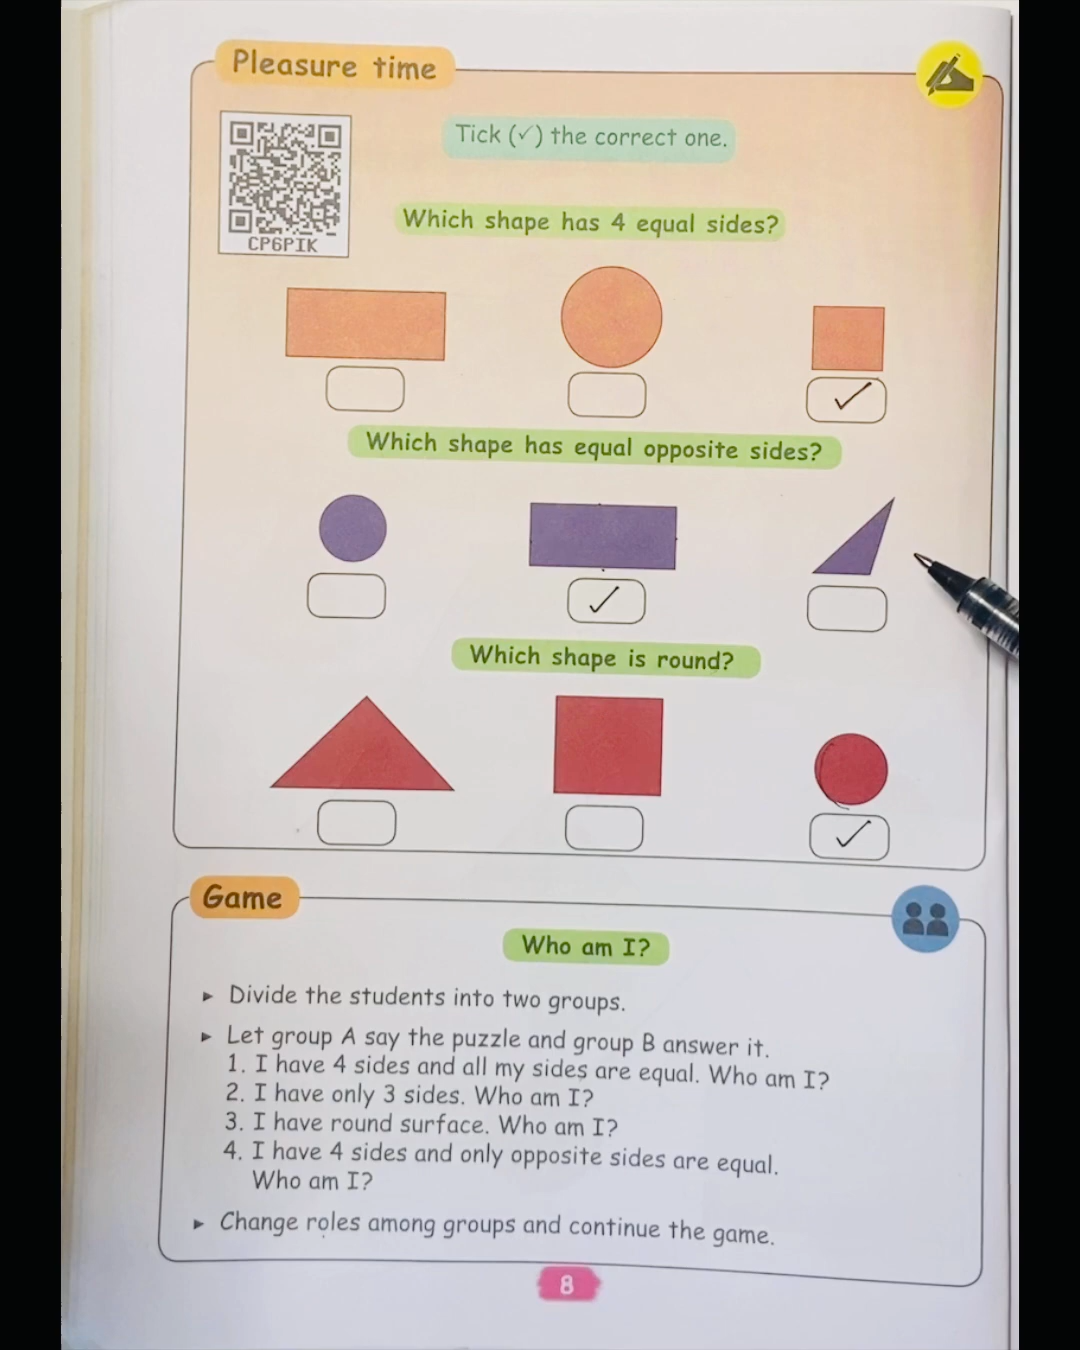 Pleasure time
CP6PIK
Tick (✓) the correct one.
Which shape has 4 equal sides?
✓
Which shape has equal opposite sides?
✓
Which shape is round?
✓
Game
Who am I?
▸ Divide the students into two groups.
▸ Let group A say the puzzle and group B answer it.
1. I have 4 sides and all my sides are equal. Who am I?
2. I have only 3 sides. Who am I?
3. I have round surface. Who am I?
4. I have 4 sides and only opposite sides are equal.
Who am I?
▸ Change roles among groups and continue the game.
8